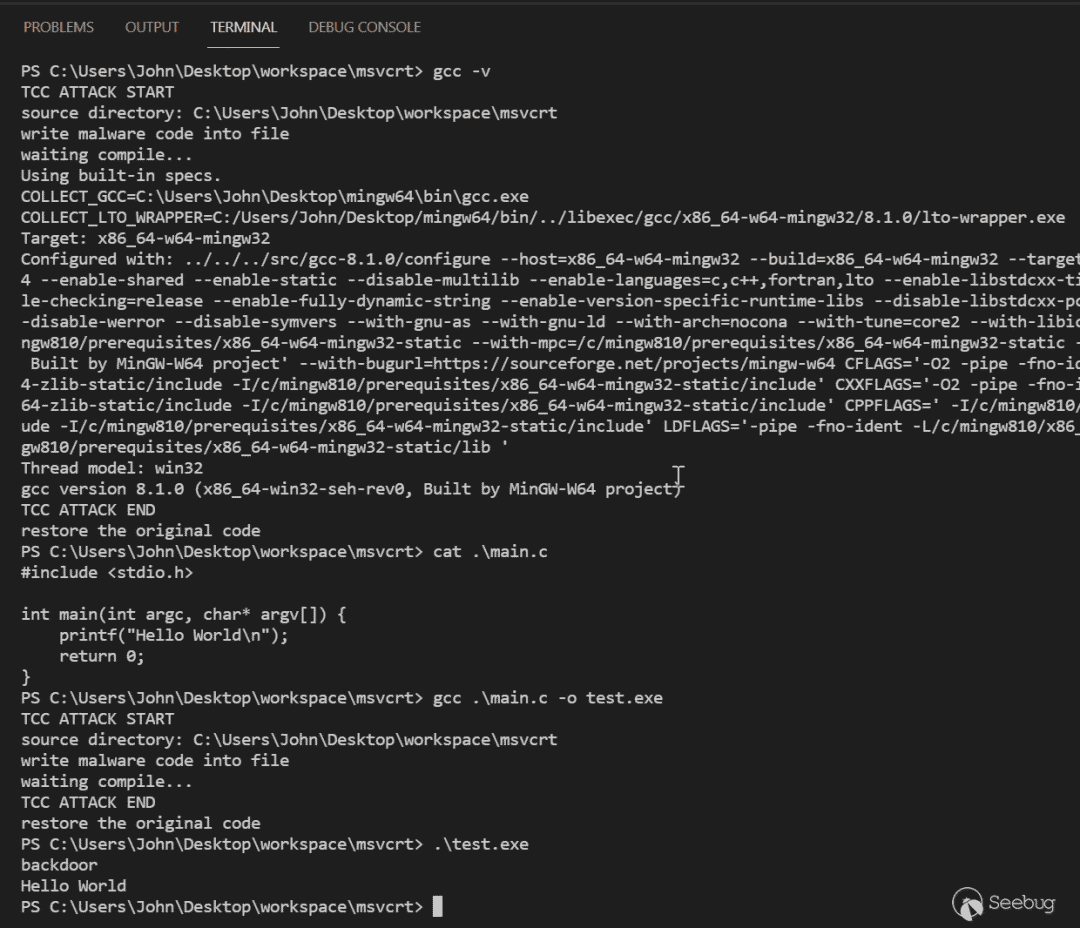 PROBLEMS OUTPUT TERMINAL DEBUG CONSOLE
PS C:\Users\John\Desktop\workspace\msvcrt> gcc -v
TCC ATTACK START
source directory: C:\Users\John\Desktop\workspace\msvcrt
write malware code into file
waiting compile...
Using built-in specs.
COLLECT_GCC=C:\Users\John\Desktop\mingw64\bin\gcc.exe
COLLECT_LTO_WRAPPER=C:/Users/John/Desktop/mingw64/bin/../libexec/gcc/x86_64-w64-mingw32/8.1.0/lto-wrapper.exe
Target: x86_64-w64-mingw32
Configured with: ../../../src/gcc-8.1.0/configure --host=x86_64-w64-mingw32 --build=x86_64-w64-mingw32 --target
4 --enable-shared --enable-static --disable-multilib --enable-languages=c,c++,fortran,lto --enable-libstdcxx-ti
le-checking=release --enable-fully-dynamic-string --enable-version-specific-runtime-libs --disable-libstdcxx-pc
-disable-werror --disable-symvers --with-gnu-as --with-gnu-ld --with-arch=nocona --with-tune=core2 --with-libic
ngw810/prerequisites/x86_64-w64-mingw32-static --with-mpc=/c/mingw810/prerequisites/x86_64-w64-mingw32-static -
Built by MinGW-W64 project' --with-bugurl=https://sourceforge.net/projects/mingw-w64 CFLAGS='-O2 -pipe -fno-id
4-zlib-static/include -I/c/mingw810/prerequisites/x86_64-w64-mingw32-static/include' CXXFLAGS='-O2 -pipe -fno-i
64-zlib-static/include -I/c/mingw810/prerequisites/x86_64-w64-mingw32-static/include' CPPFLAGS=' -I/c/mingw810/
ude -I/c/mingw810/prerequisites/x86_64-w64-mingw32-static/include' LDFLAGS='-pipe -fno-ident -L/c/mingw810/x86_
gw810/prerequisites/x86_64-w64-mingw32-static/lib '
Thread model: win32
gcc version 8.1.0 (x86_64-win32-seh-rev0, Built by MinGW-W64 project)
TCC ATTACK END
restore the original code
PS C:\Users\John\Desktop\workspace\msvcrt> cat .\main.c
#include <stdio.h>

int main(int argc, char* argv[]) {
    printf("Hello World\n");
    return 0;
}
PS C:\Users\John\Desktop\workspace\msvcrt> gcc .\main.c -o test.exe
TCC ATTACK START
source directory: C:\Users\John\Desktop\workspace\msvcrt
write malware code into file
waiting compile...
TCC ATTACK END
restore the original code
PS C:\Users\John\Desktop\workspace\msvcrt> .\test.exe
backdoor
Hello World
PS C:\Users\John\Desktop\workspace\msvcrt>
Seebug